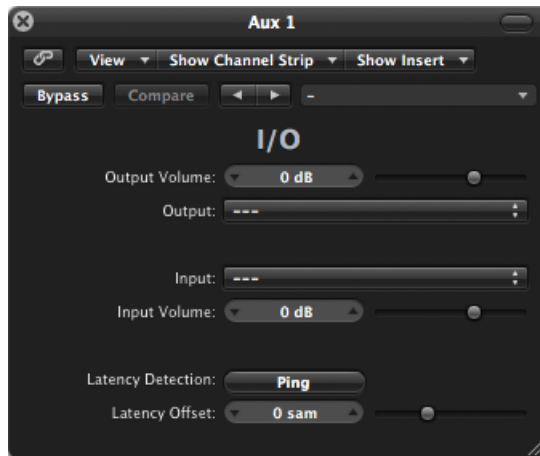 Aux 1
View Show Channel Strip Show Insert
Bypass Compare -
I/O
Output Volume: 0 dB
Output: ---
Input: ---
Input Volume: 0 dB
Latency Detection: Ping
Latency Offset: 0 sam